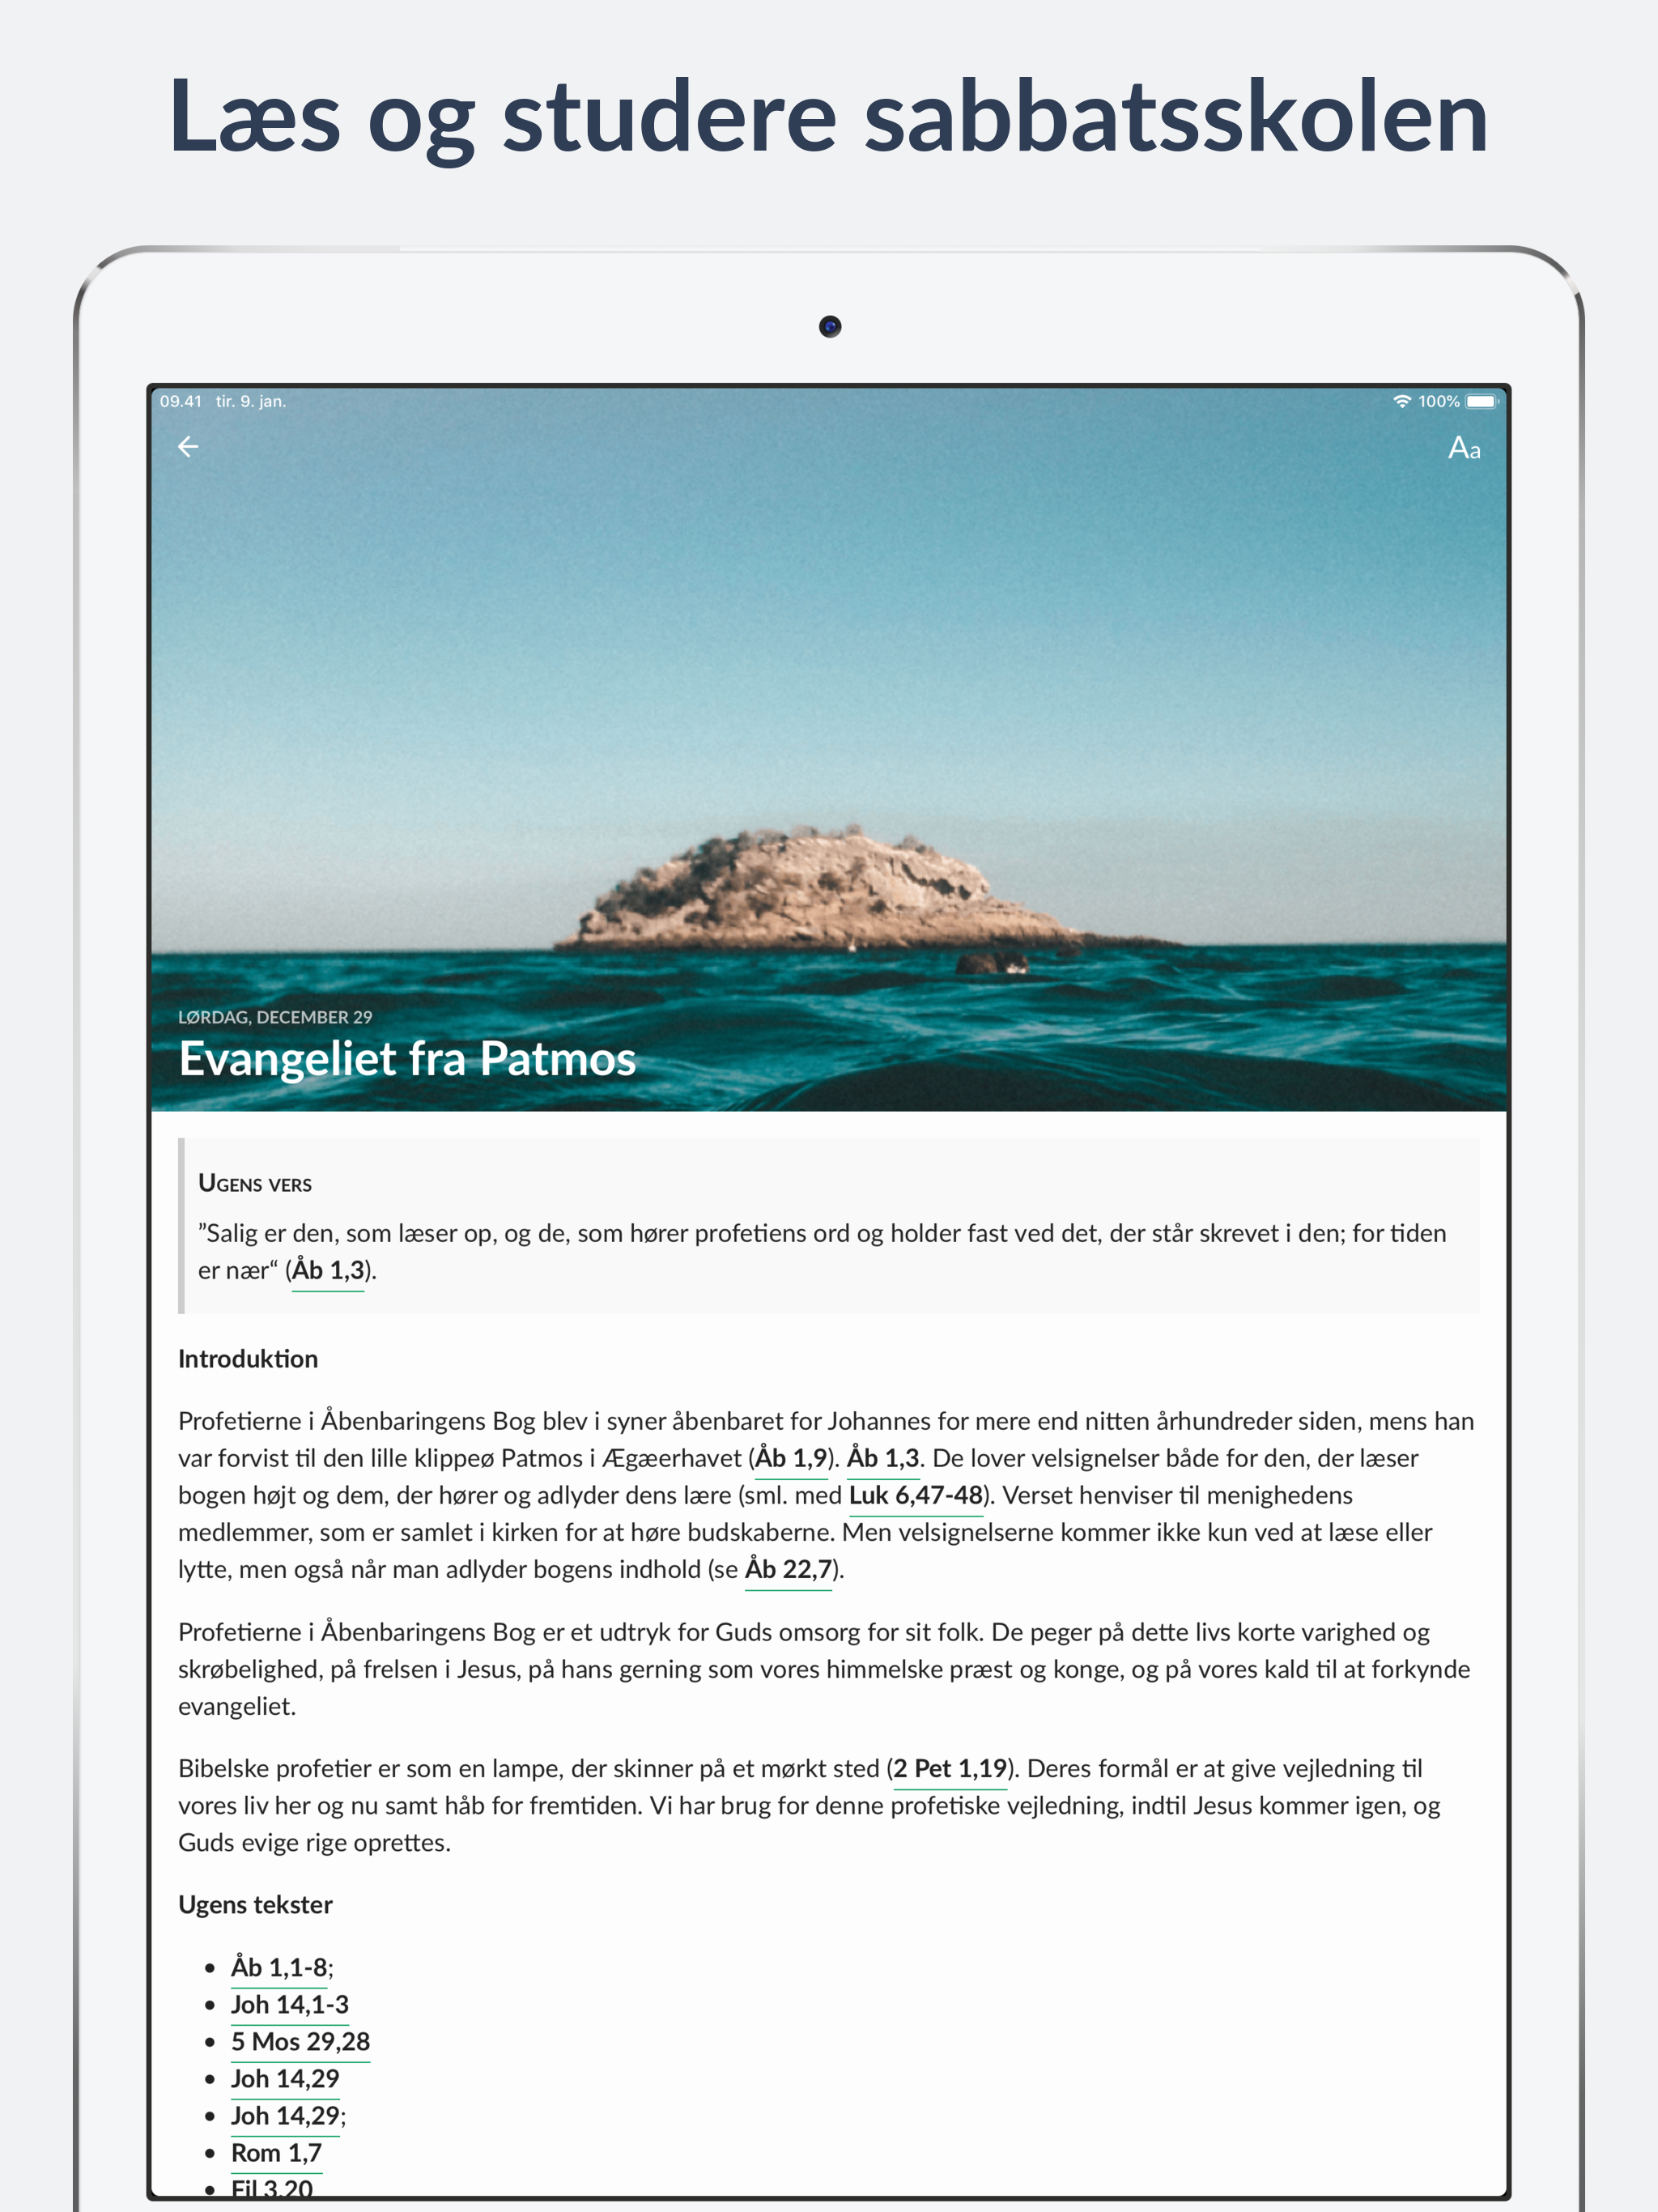 Læs og studere sabbatsskolen
09.41 tir. 9. jan.
100%
Aa
LØRDAG, DECEMBER 29
Evangeliet fra Patmos
Ugens vers
”Salig er den, som læser op, og de, som hører profetiens ord og holder fast ved det, der står skrevet i den; for tiden
er nær“ (Åb 1,3).
Introduktion
Profetierne i Åbenbaringens Bog blev i syner åbenbaret for Johannes for mere end nitten århundreder siden, mens han
var forvist til den lille klippeø Patmos i Ægæerhavet (Åb 1,9). Åb 1,3. De lover velsignelser både for den, der læser
bogen højt og dem, der hører og adlyder dens lære (sml. med Luk 6,47-48). Verset henviser til menighedens
medlemmer, som er samlet i kirken for at høre budskaberne. Men velsignelserne kommer ikke kun ved at læse eller
lytte, men også når man adlyder bogens indhold (se Åb 22,7).
Profetierne i Åbenbaringens Bog er et udtryk for Guds omsorg for sit folk. De peger på dette livs korte varighed og
skrøbelighed, på frelsen i Jesus, på hans gerning som vores himmelske præst og konge, og på vores kald til at forkynde
evangeliet.
Bibelske profetier er som en lampe, der skinner på et mørkt sted (2 Pet 1,19). Deres formål er at give vejledning til
vores liv her og nu samt håb for fremtiden. Vi har brug for denne profetiske vejledning, indtil Jesus kommer igen, og
Guds evige rige oprettes.
Ugens tekster
• Åb 1,1-8;
• Joh 14,1-3
• 5 Mos 29,28
• Joh 14,29
• Joh 14,29;
• Rom 1,7
• Fil 3,20